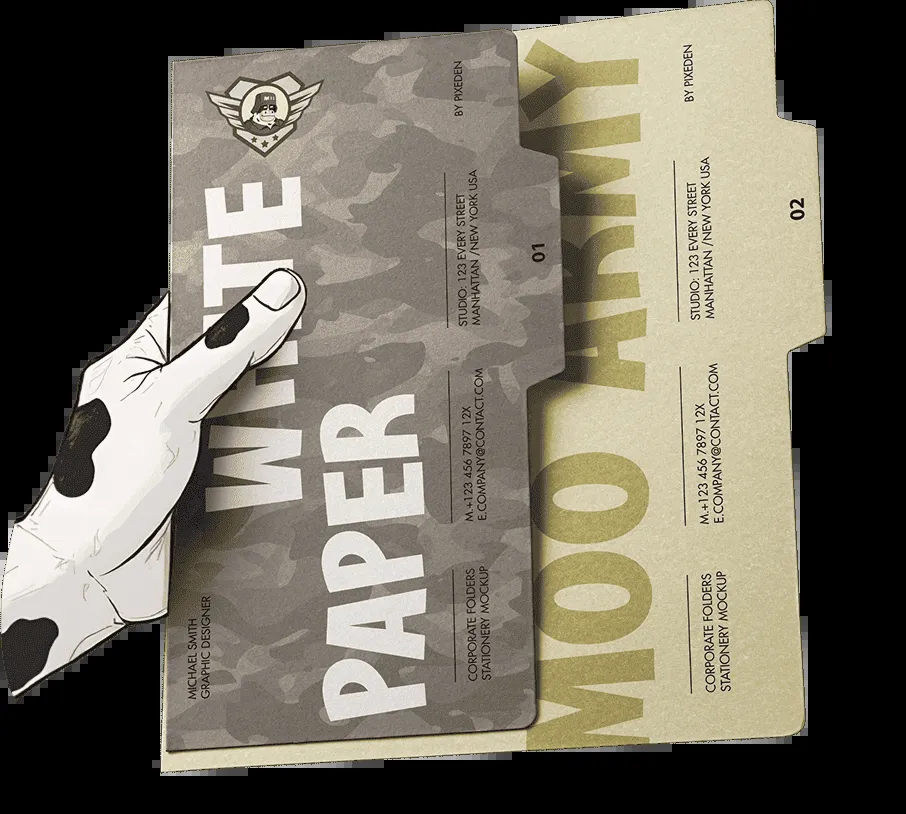 MICHAEL SMITH
GRAPHIC DESIGNER
WHITE
PAPER
CORPORATE FOLDERS
STATIONERY MOCKUP
M.+123 456 7897 12X
E.COMPANY@CONTACT.COM
STUDIO: 123 EVERY STREET
MANHATTAN /NEW YORK USA
BY PIXEDEN
01
MOO ARMY
CORPORATE FOLDERS
STATIONERY MOCKUP
M.+123 456 7897 12X
E.COMPANY@CONTACT.COM
STUDIO: 123 EVERY STREET
MANHATTAN /NEW YORK USA
BY PIXEDEN
02